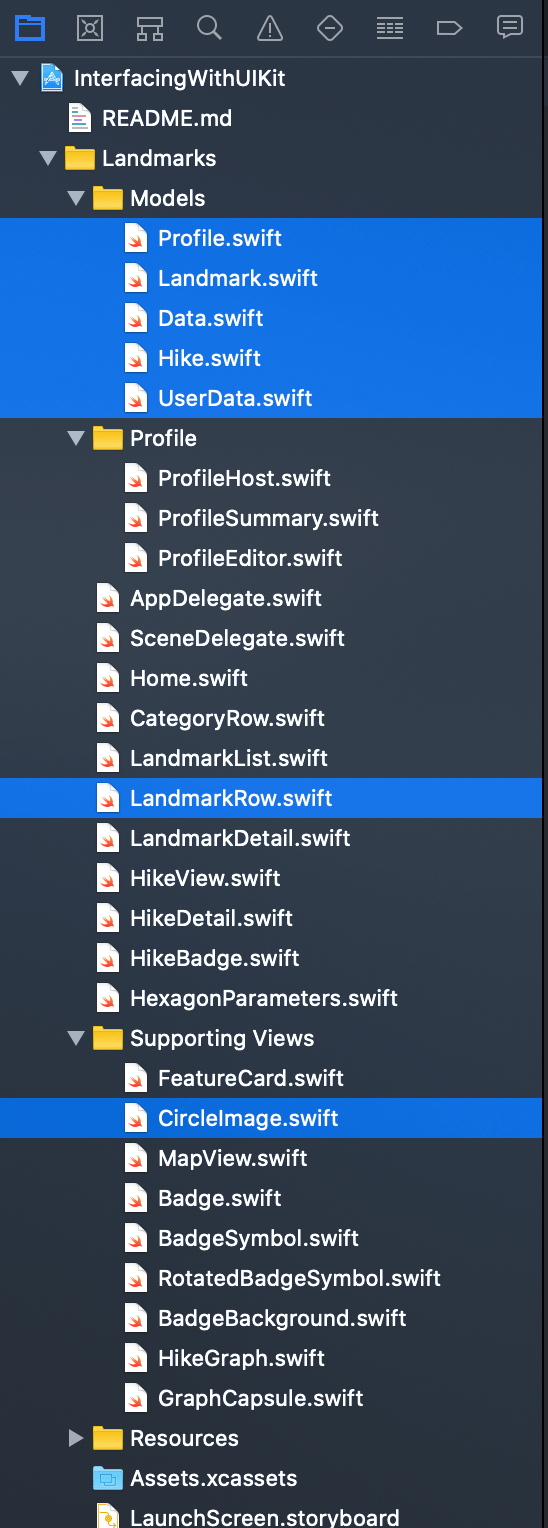 InterfacingWithUIKit
README.md
Landmarks
Models
Profile.swift
Landmark.swift
Data.swift
Hike.swift
UserData.swift
Profile
ProfileHost.swift
ProfileSummary.swift
ProfileEditor.swift
AppDelegate.swift
SceneDelegate.swift
Home.swift
CategoryRow.swift
LandmarkList.swift
LandmarkRow.swift
LandmarkDetail.swift
HikeView.swift
HikeDetail.swift
HikeBadge.swift
HexagonParameters.swift
Supporting Views
FeatureCard.swift
CircleImage.swift
MapView.swift
Badge.swift
BadgeSymbol.swift
RotatedBadgeSymbol.swift
BadgeBackground.swift
HikeGraph.swift
GraphCapsule.swift
Resources
Assets.xcassets
LaunchScreen.storyboard